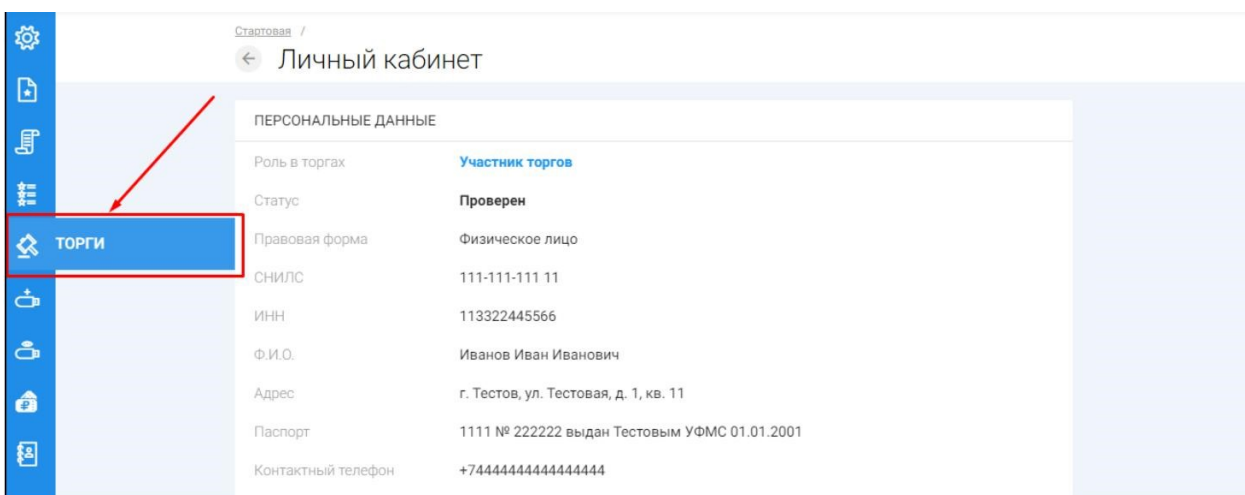 Стартовая /
Личный кабинет
ПЕРСОНАЛЬНЫЕ ДАННЫЕ
Роль в торгах Участник торгов
Статус Проверен
ТОРГИ
Правовая форма Физическое лицо
СНИЛС 111-111-111 11
ИНН 113322445566
Ф.И.О. Иванов Иван Иванович
Адрес г. Тестов, ул. Тестовая, д. 1, кв. 11
Паспорт 1111 № 222222 выдан Тестовым УФМС 01.01.2001
Контактный телефон +74444444444444444